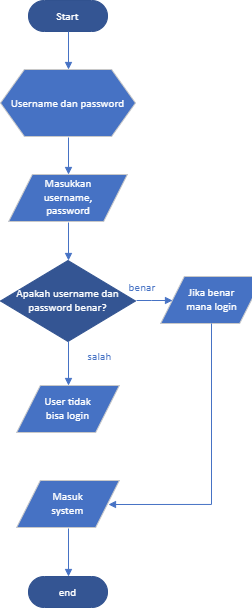 Start
Username dan password
Masukkan
username,
password
Apakah username dan
password benar?
benar
Jika benar
mana login
salah
User tidak
bisa login
Masuk
system
end